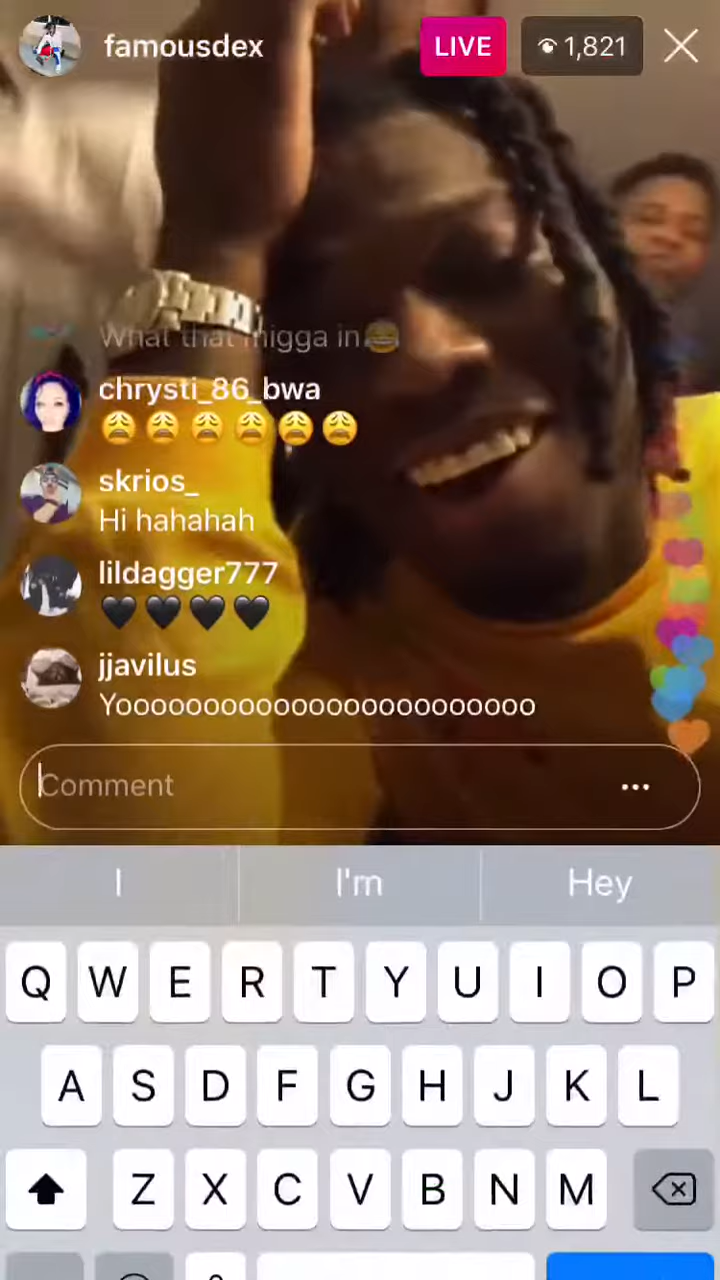 famousdex LIVE 1,821
What that nigga in😂
chrysti_86_bwa
😩 😩 😩 😩 😩 😩
skrios_
Hi hahahah
lildagger777
🖤 🖤 🖤 🖤
jjavilus
Yoooooooooooooooooooooooo
Comment
I I'm Hey
Q W E R T Y U I O P
A S D F G H J K L
Z X C V B N M